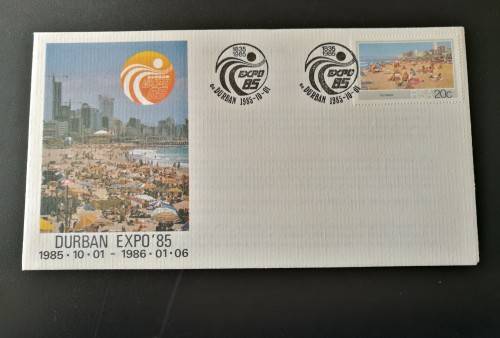 DURBAN
DURBAN EXPO '85
1985 · 10 · 01 - 1986 · 01 · 06
1835
1985
EXPO
85
DURBAN 1985-10-01
1835
1985
EXPO
85
DURBAN 1985-10-01
20c